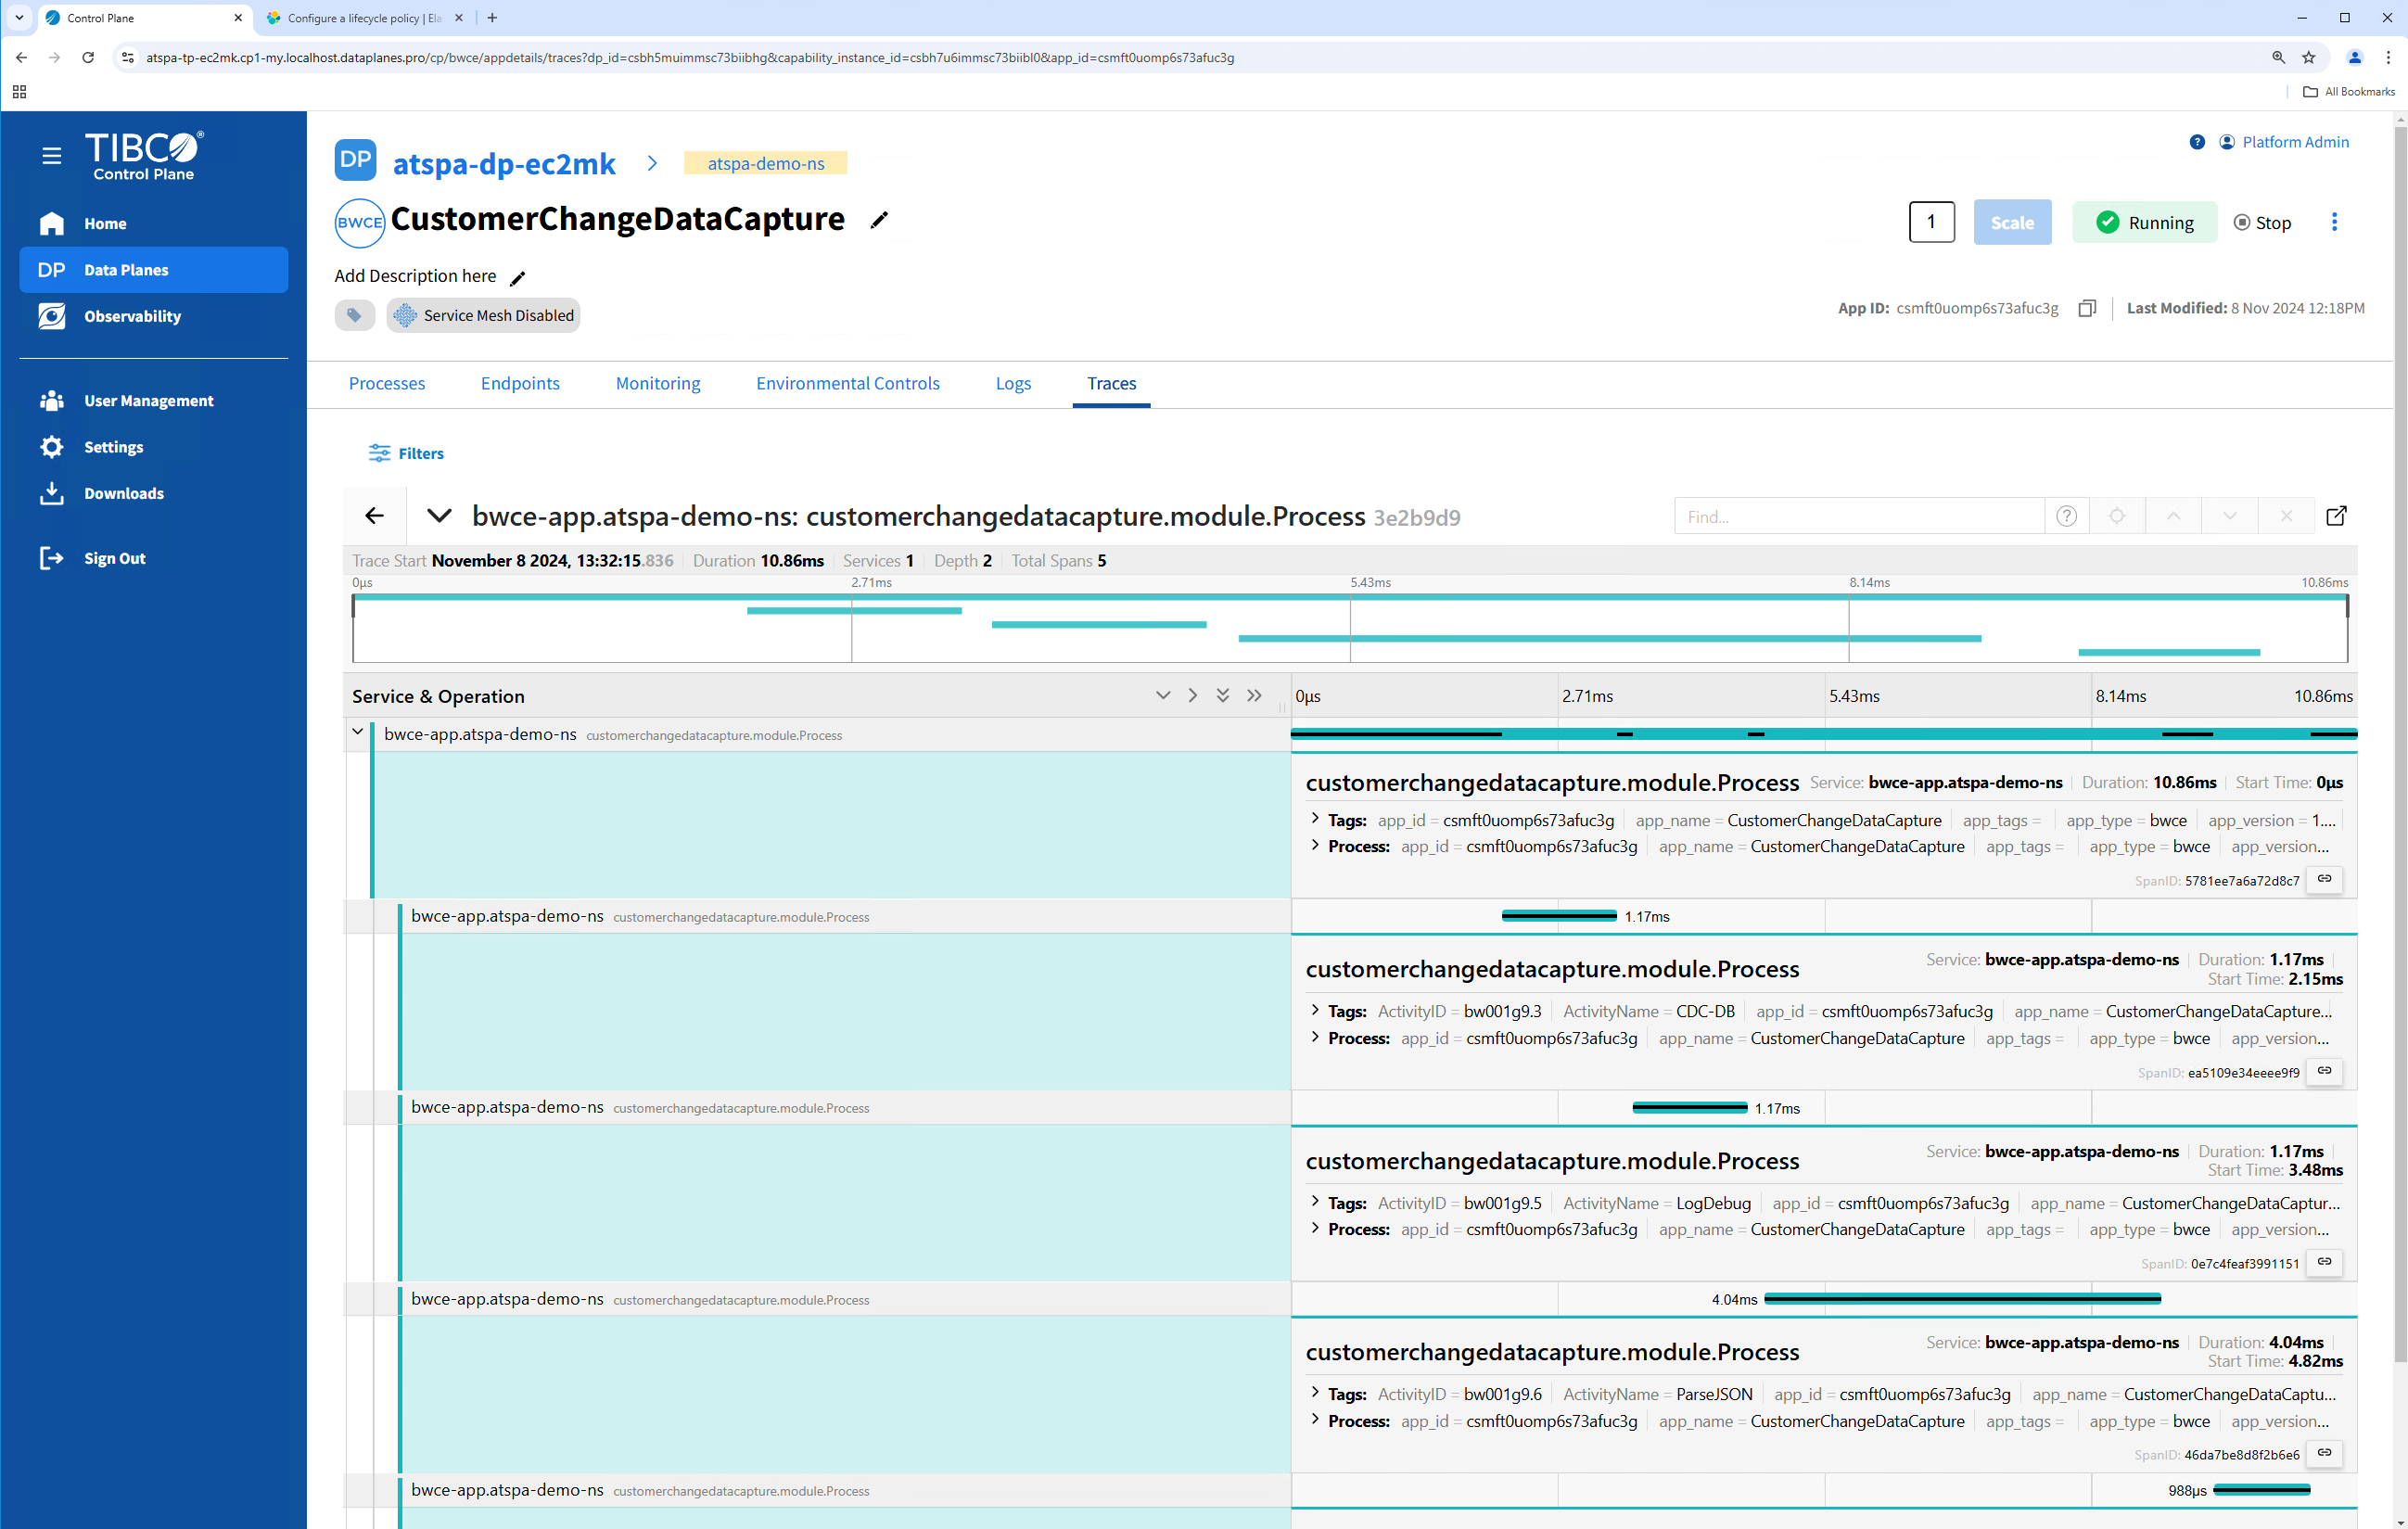 Control Plane
Configure a lifecycle policy | Ela
atspa-tp-ec2mk.cp1-my.localhost.dataplanes.pro/cp/bwce/appdetails/traces?dp_id=csbh5muimmsc73biibhg&capability_instance_id=csbh7u6immsc73biibl0&app_id=csmft0uomp6s73afuc3g
All Bookmarks
TIBCO®
Control Plane
Home
DP Data Planes
Observability
User Management
Settings
Downloads
Sign Out
DP atspa-dp-ec2mk > atspa-demo-ns
? Platform Admin
BWCE CustomerChangeDataCapture
1 Scale Running Stop
Add Description here
Service Mesh Disabled
App ID: csmft0uomp6s73afuc3g Last Modified: 8 Nov 2024 12:18PM
Processes Endpoints Monitoring Environmental Controls Logs Traces
Filters
bwce-app.atspa-demo-ns: customerchangedatacapture.module.Process 3e2b9d9
Find...
Trace Start November 8 2024, 13:32:15.836 Duration 10.86ms Services 1 Depth 2 Total Spans 5
0μs 2.71ms 5.43ms 8.14ms 10.86ms
Service & Operation 0μs 2.71ms 5.43ms 8.14ms 10.86ms
bwce-app.atspa-demo-ns customerchangedatacapture.module.Process
customerchangedatacapture.module.Process Service: bwce-app.atspa-demo-ns Duration: 10.86ms Start Time: 0μs
Tags: app_id = csmft0uomp6s73afuc3g app_name = CustomerChangeDataCapture app_tags = app_type = bwce app_version = 1....
Process: app_id = csmft0uomp6s73afuc3g app_name = CustomerChangeDataCapture app_tags = app_type = bwce app_version...
SpanID: 5781ee7a6a72d8c7
bwce-app.atspa-demo-ns customerchangedatacapture.module.Process 1.17ms
customerchangedatacapture.module.Process Service: bwce-app.atspa-demo-ns Duration: 1.17ms
Start Time: 2.15ms
Tags: ActivityID = bw001g9.3 ActivityName = CDC-DB app_id = csmft0uomp6s73afuc3g app_name = CustomerChangeDataCapture...
Process: app_id = csmft0uomp6s73afuc3g app_name = CustomerChangeDataCapture app_tags = app_type = bwce app_version...
SpanID: ea5109e34eeee9f9
bwce-app.atspa-demo-ns customerchangedatacapture.module.Process 1.17ms
customerchangedatacapture.module.Process Service: bwce-app.atspa-demo-ns Duration: 1.17ms
Start Time: 3.48ms
Tags: ActivityID = bw001g9.5 ActivityName = LogDebug app_id = csmft0uomp6s73afuc3g app_name = CustomerChangeDataCaptur...
Process: app_id = csmft0uomp6s73afuc3g app_name = CustomerChangeDataCapture app_tags = app_type = bwce app_version...
SpanID: 0e7c4feaf3991151
bwce-app.atspa-demo-ns customerchangedatacapture.module.Process 4.04ms
customerchangedatacapture.module.Process Service: bwce-app.atspa-demo-ns Duration: 4.04ms
Start Time: 4.82ms
Tags: ActivityID = bw001g9.6 ActivityName = ParseJSON app_id = csmft0uomp6s73afuc3g app_name = CustomerChangeDataCaptu...
Process: app_id = csmft0uomp6s73afuc3g app_name = CustomerChangeDataCapture app_tags = app_type = bwce app_version...
SpanID: 46da7be8d8f2b6e6
bwce-app.atspa-demo-ns customerchangedatacapture.module.Process 988μs